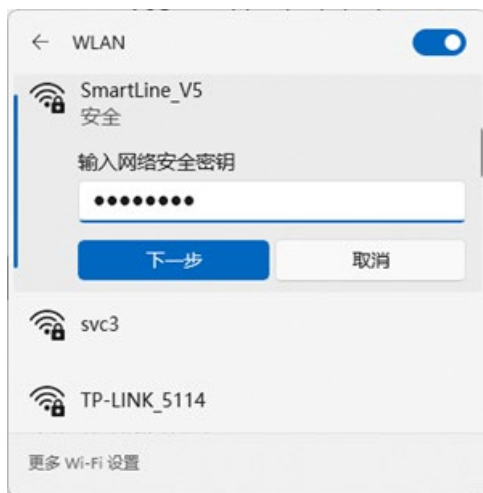 WLAN
SmartLine_V5
安全
输入网络安全密钥
●●●●●●●●
下一步
取消
svc3
TP-LINK_5114
更多 Wi-Fi 设置